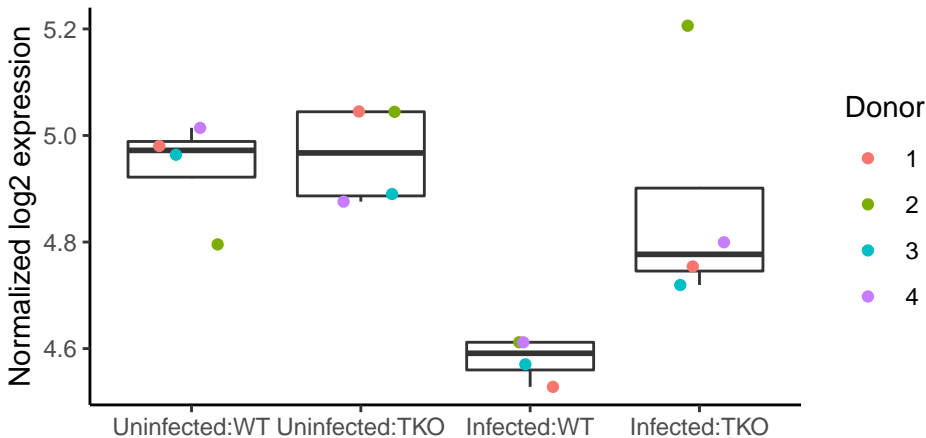 Normalized log2 expression
5.2
5.0
4.8
4.6
Uninfected:WT Uninfected:TKO Infected:WT Infected:TKO
Donor
1
2
3
4